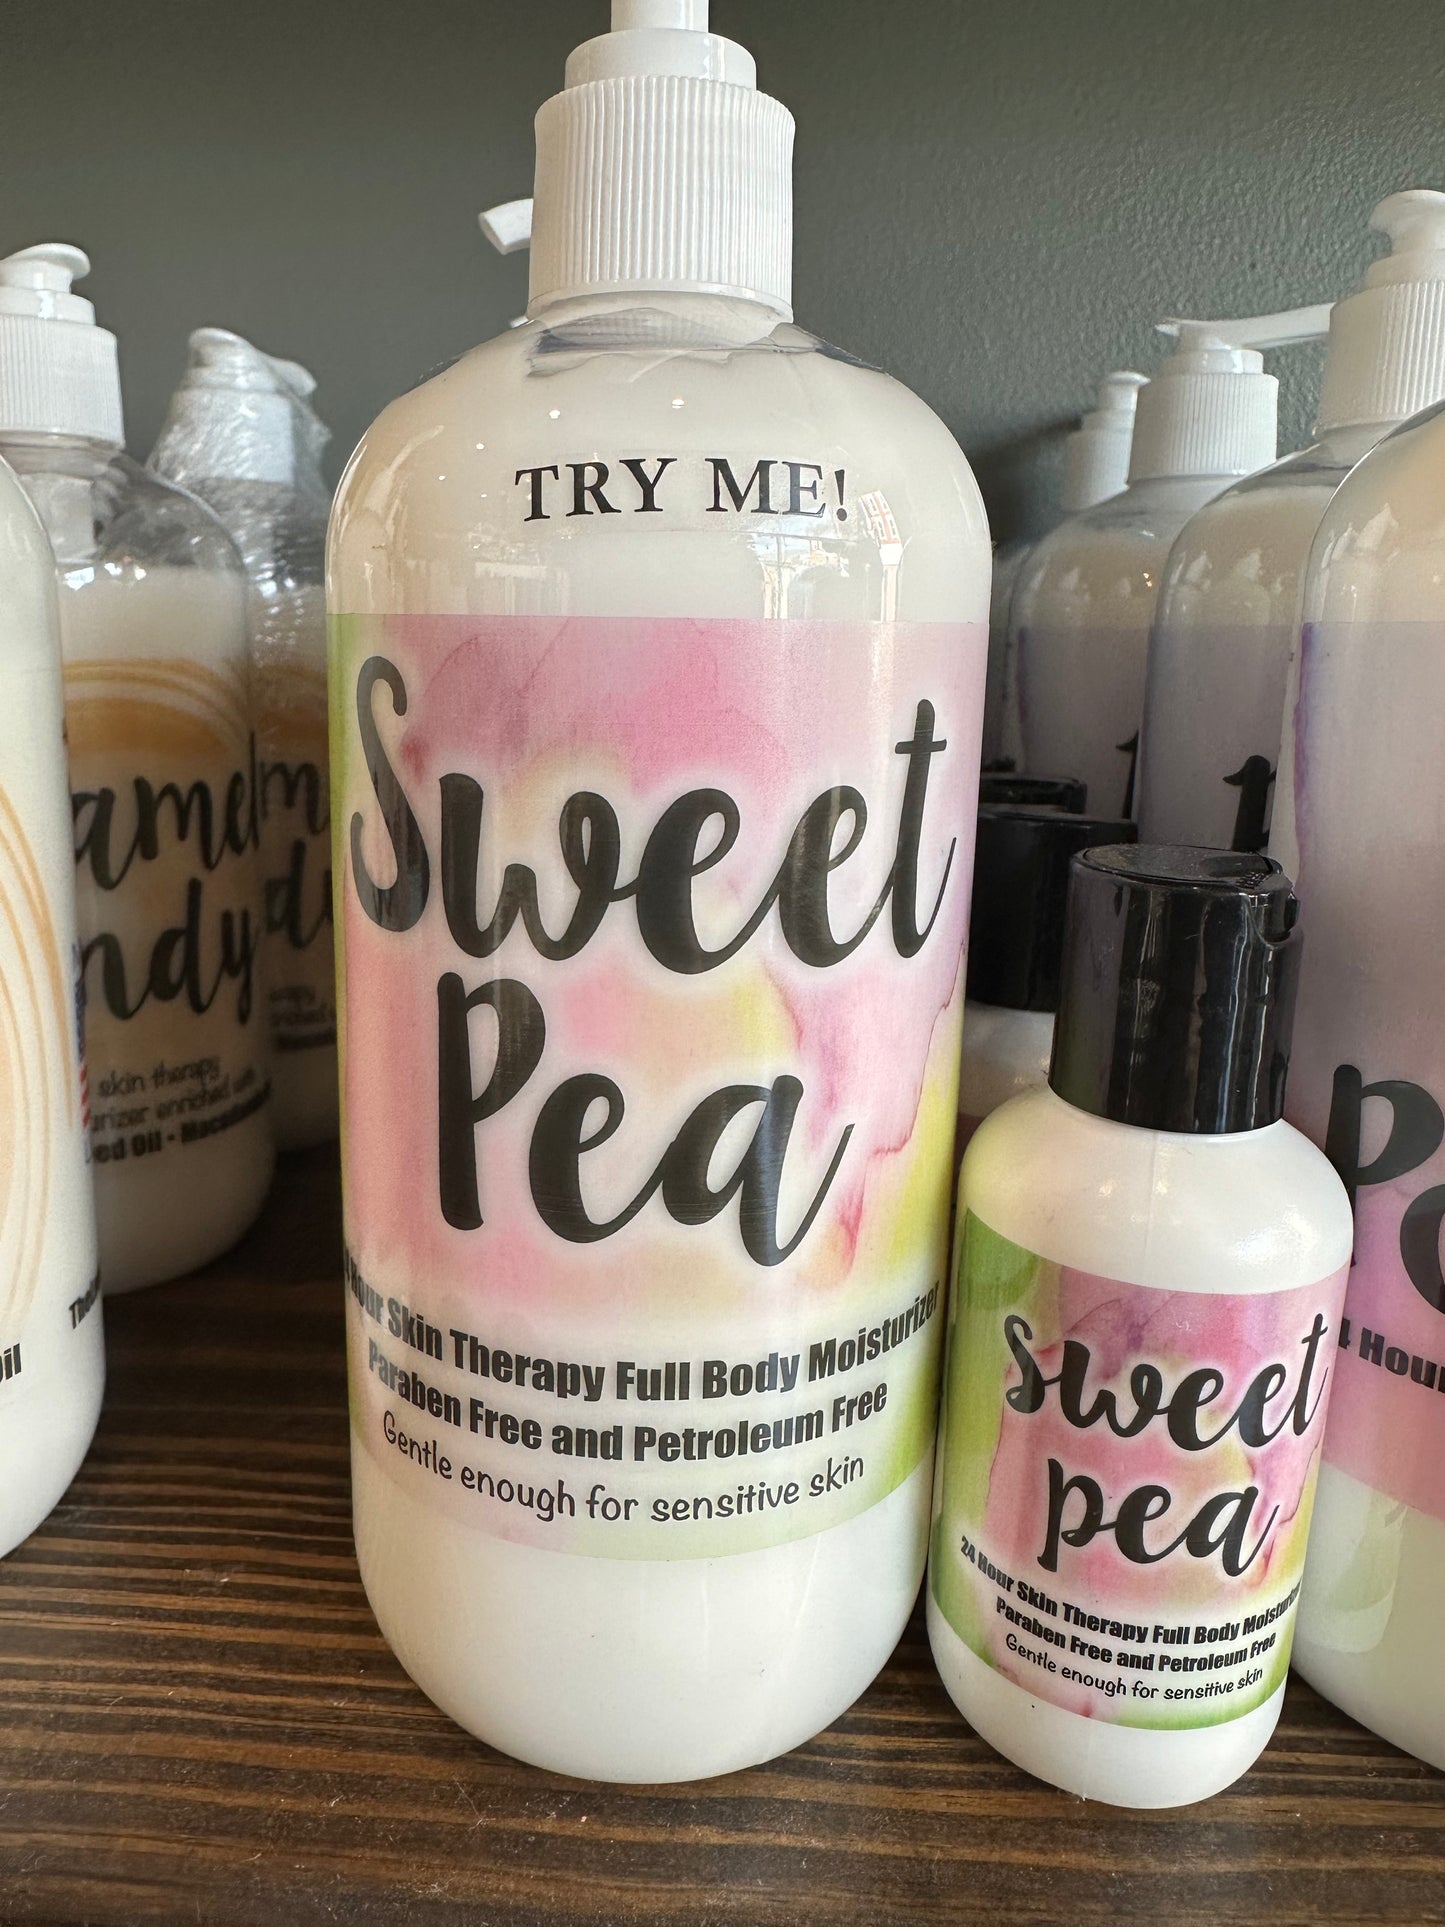 TRY ME!
Sweet
Pea
Hour Skin Therapy Full Body Moisturizer
Paraben Free and Petroleum Free
Gentle enough for sensitive skin
sweet
pea
24 Hour Skin Therapy Full Body
Paraben Free and Petroleum Free
Gentle enough for sensitive skin
skin therapy
Hour